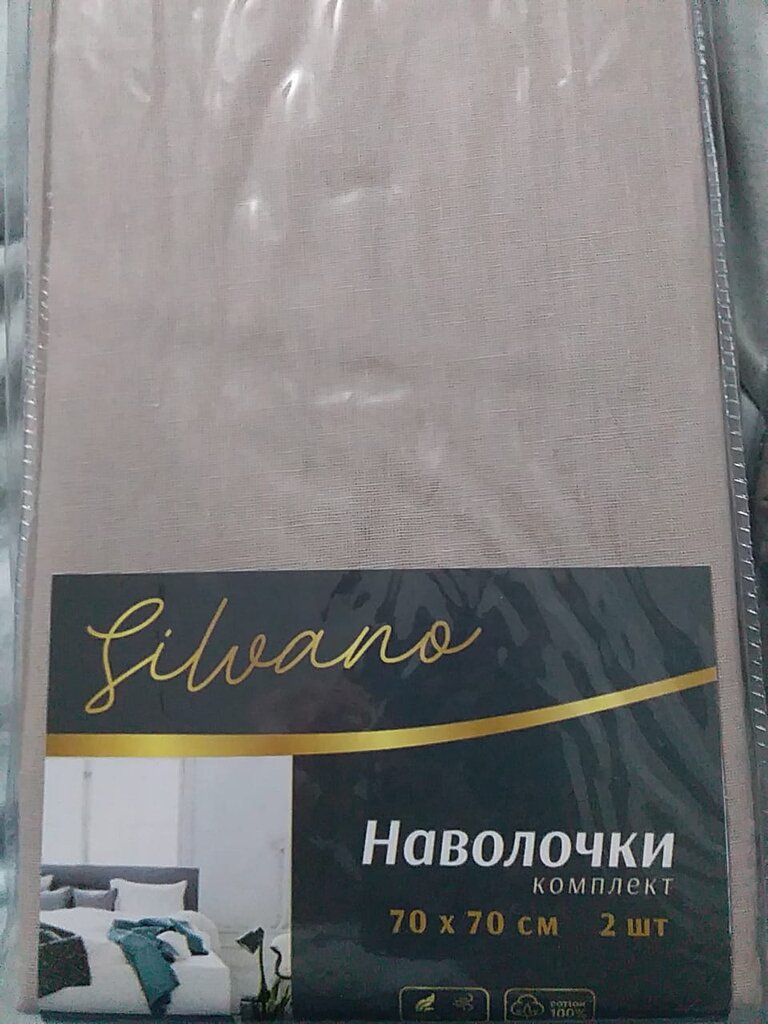 Silvano
Наволочки
комплект
70 x 70 см 2 шт
COTTON
100%